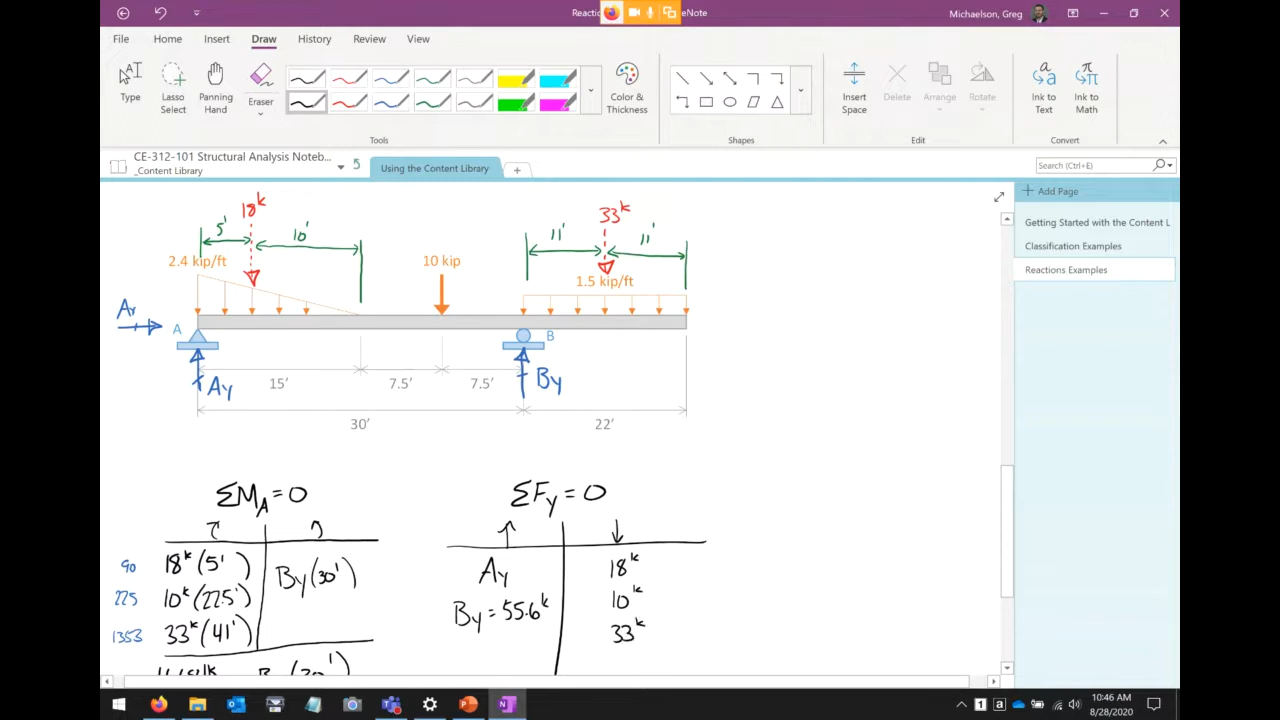 Michaelson, Greg
File Home Insert Draw History Review View
Type
Lasso Select
Panning Hand
Eraser
Color & Thickness
Insert Space
Delete
Arrange
Rotate
Ink to Text
Ink to Math
Tools
Shapes
Edit
Convert
CE-312-101 Structural Analysis Noteb...
_Content Library
5
Using the Content Library
Search (Ctrl+E)
Add Page
Getting Started with the Content L
Classification Examples
Reactions Examples
18k
33k
5'
10'
11'
11'
2.4 kip/ft
10 kip
1.5 kip/ft
A
B
Ay
By
15'
7.5'
7.5'
30'
22'
ΣMA = 0
ΣFy = 0
90 18k (5')
By (30')
225 10k (22.5')
1353 33k (41')
Ay
By = 55.6k
18k
10k
33k
10:46 AM
8/28/2020